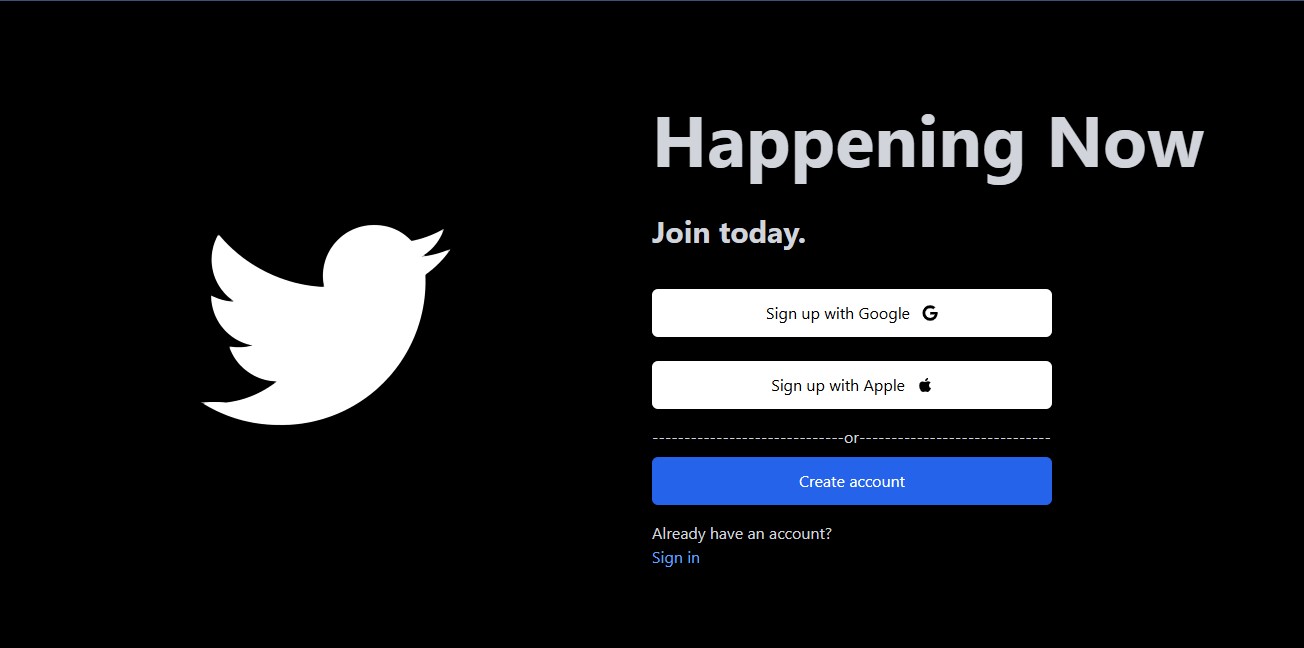 Happening Now
Join today.
Sign up with Google
Sign up with Apple
------------------------------or------------------------------
Create account
Already have an account?
Sign in